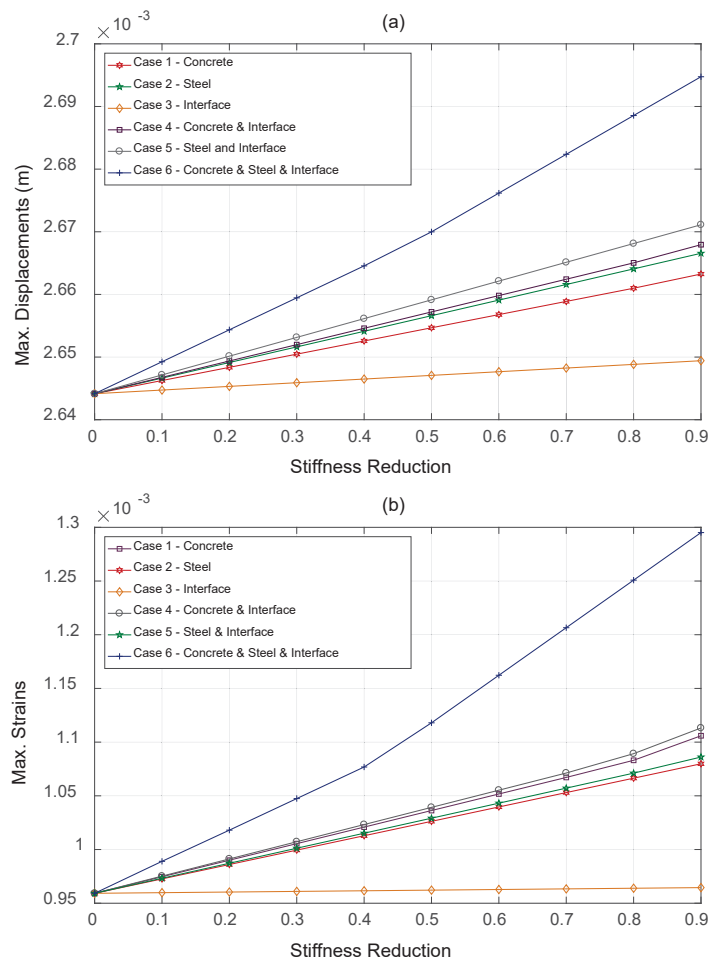 (a)
× 10 -3
2.7
2.69
2.68
2.67
2.66
2.65
2.64
Max. Displacements (m)
Case 1 - Concrete
Case 2 - Steel
Case 3 - Interface
Case 4 - Concrete & Interface
Case 5 - Steel and Interface
Case 6 - Concrete & Steel & Interface
0 0.1 0.2 0.3 0.4 0.5 0.6 0.7 0.8 0.9
Stiffness Reduction
(b)
× 10 -3
1.3
1.25
1.2
1.15
1.1
1.05
1
0.95
Max. Strains
Case 1 - Concrete
Case 2 - Steel
Case 3 - Interface
Case 4 - Concrete & Interface
Case 5 - Steel & Interface
Case 6 - Concrete & Steel & Interface
0 0.1 0.2 0.3 0.4 0.5 0.6 0.7 0.8 0.9
Stiffness Reduction